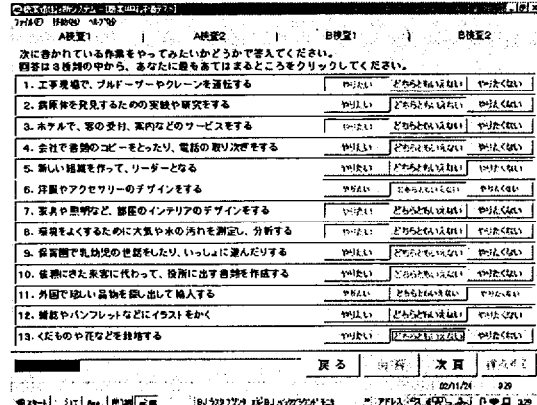 A検査1 A検査2 B検査1 B検査2
次に書かれている作業をやってみたいかどうかで答えてください。
回答は3種類の中から、あなたに最もあてはまるところをクリックしてください。
1. 工事現場で、ブルドーザーやクレーンを運転する やりたい どちらともいえない やりたくない
2. 病原体を発見するための実験や研究をする やりたい どちらともいえない やりたくない
3. ホテルで、客の受付、案内などのサービスをする やりたい どちらともいえない やりたくない
4. 会社で書類のコピーをとったり、電話の取り次ぎをする やりたい どちらともいえない やりたくない
5. 新しい組織を作って、リーダーとなる やりたい どちらともいえない やりたくない
6. 洋服やアクセサリーのデザインをする やりたい どちらともいえない やりたくない
7. 家具や照明など、部屋のインテリアのデザインをする やりたい どちらともいえない やりたくない
8. 環境をよくするために大気や水の汚れを測定し、分析する やりたい どちらともいえない やりたくない
9. 保育園で乳幼児の世話をしたり、いっしょに遊んだりする やりたい どちらともいえない やりたくない
10. 依頼にきた来客に代わって、役所に出す書類を作成する やりたい どちらともいえない やりたくない
11. 外国で珍しい品物を探し出して輸入する やりたい どちらともいえない やりたくない
12. 雑誌やパンフレットなどにイラストをかく やりたい どちらともいえない やりたくない
13. くだものや花などを栽培する やりたい どちらともいえない やりたくない
戻る 次頁
02/11/21 9:29